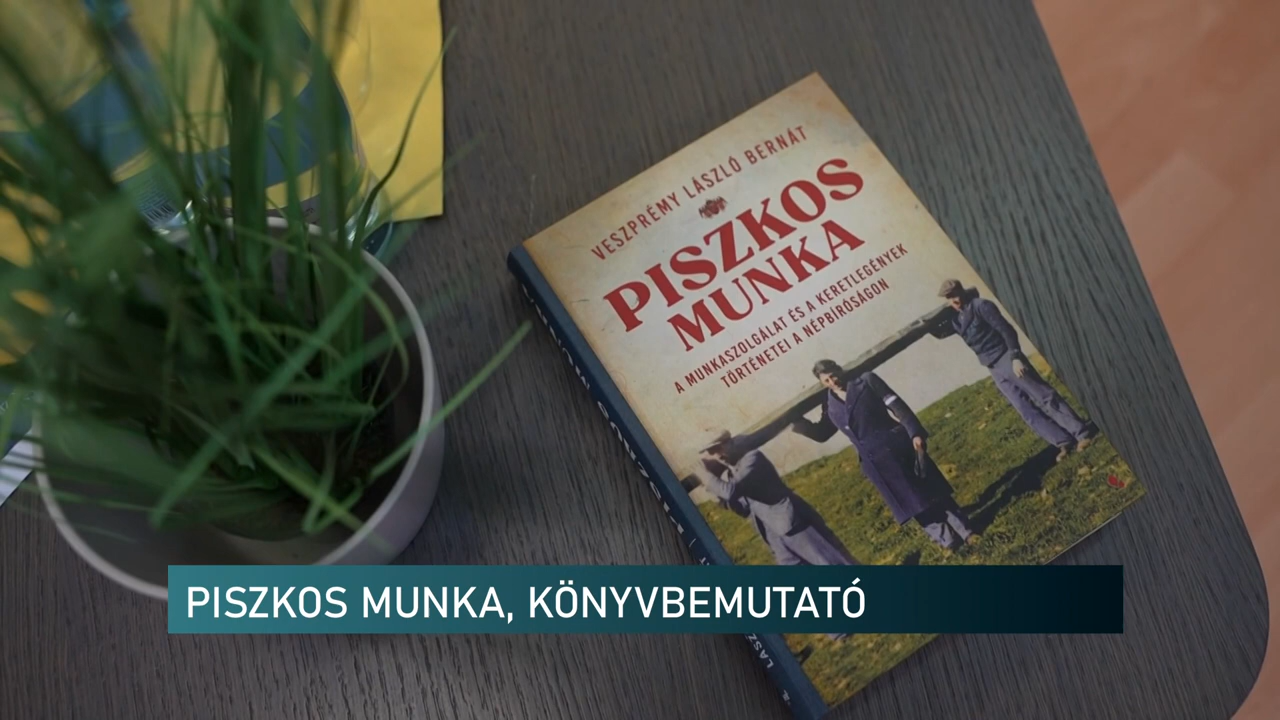 VESZPRÉMY LÁSZLÓ BERNÁT
PISZKOS
MUNKA
A MUNKASZOLGÁLAT ÉS A KERETLEGÉNYEK
TÖRTÉNETEI A NÉPBÍRÓSÁGON
PISZKOS MUNKA, KÖNYVBEMUTATÓ